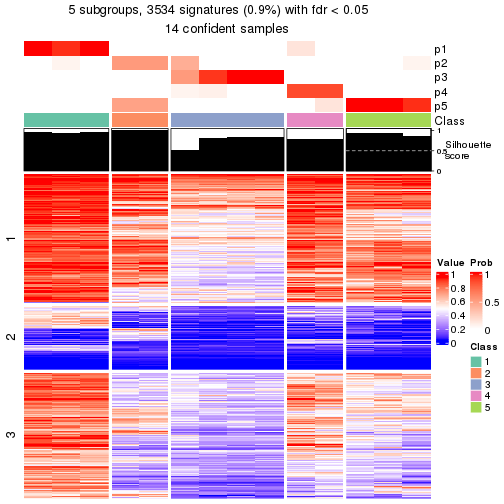 5 subgroups, 3534 signatures (0.9%) with fdr < 0.05
14 confident samples
p1
p2
p3
p4
p5
Class
1
0.5
0
Silhouette
score
1
2
3
Value
1
0.8
0.6
0.4
0.2
0
Prob
1
0.5
0
Class
1
2
3
4
5